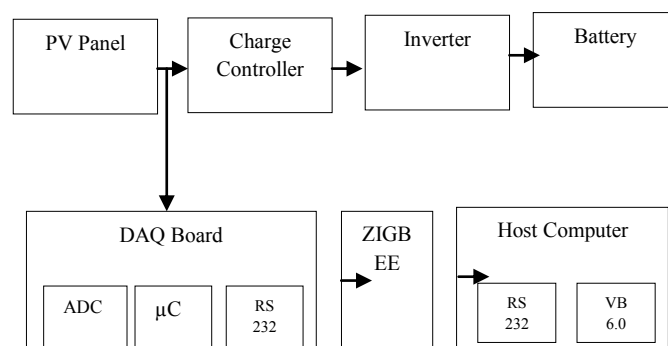 PV Panel
Charge
Controller
Inverter
Battery
DAQ Board
ADC
µC
RS
232
ZIGB
EE
Host Computer
RS
232
VB
6.0